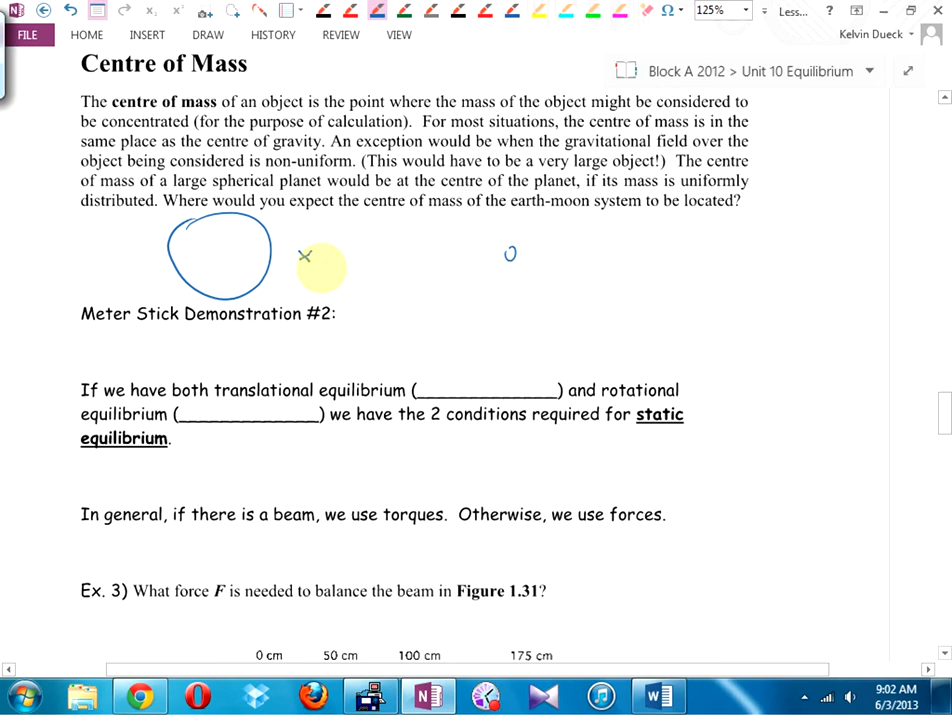 125%
Less...
?
Kelvin Dueck
FILE HOME INSERT DRAW HISTORY REVIEW VIEW
Block A 2012 > Unit 10 Equilibrium
Centre of Mass
The centre of mass of an object is the point where the mass of the object might be considered to
be concentrated (for the purpose of calculation). For most situations, the centre of mass is in the
same place as the centre of gravity. An exception would be when the gravitational field over the
object being considered is non-uniform. (This would have to be a very large object!) The centre
of mass of a large spherical planet would be at the centre of the planet, if its mass is uniformly
distributed. Where would you expect the centre of mass of the earth-moon system to be located?
Meter Stick Demonstration #2:
If we have both translational equilibrium (______________) and rotational
equilibrium (______________) we have the 2 conditions required for static
equilibrium.
In general, if there is a beam, we use torques. Otherwise, we use forces.
Ex. 3) What force F is needed to balance the beam in Figure 1.31?
0 cm 50 cm 100 cm 175 cm
9:02 AM
6/3/2013